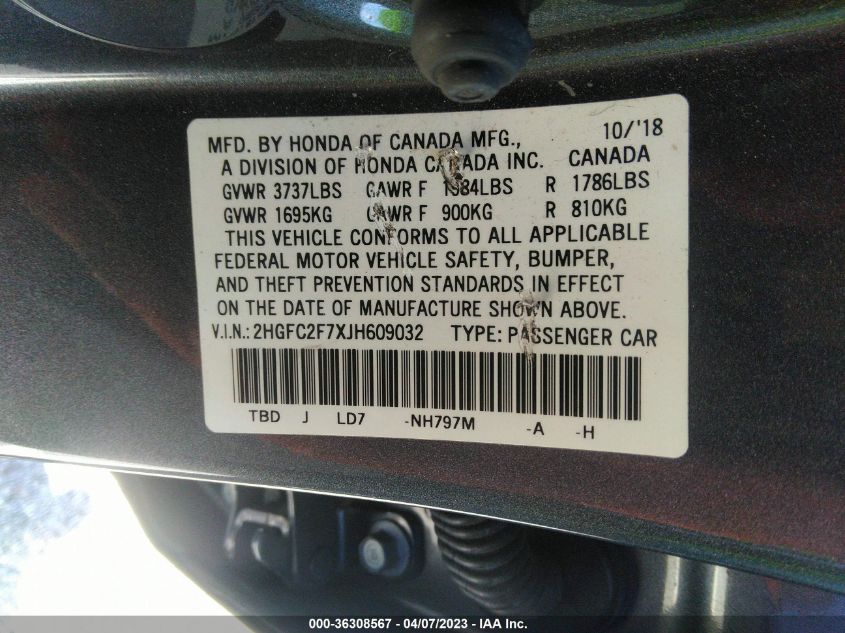 MFD. BY HONDA OF CANADA MFG., 10/'18
A DIVISION OF HONDA CANADA INC. CANADA
GVWR 3737LBS GAWR F 1984LBS R 1786LBS
GVWR 1695KG GAWR F 900KG R 810KG
THIS VEHICLE CONFORMS TO ALL APPLICABLE
FEDERAL MOTOR VEHICLE SAFETY, BUMPER,
AND THEFT PREVENTION STANDARDS IN EFFECT
ON THE DATE OF MANUFACTURE SHOWN ABOVE.
V.I.N.: 2HGFC2F7XJH609032 TYPE: PASSENGER CAR
TBD J LD7 -NH797M -A -H
000-36308567 - 04/07/2023 - IAA Inc.